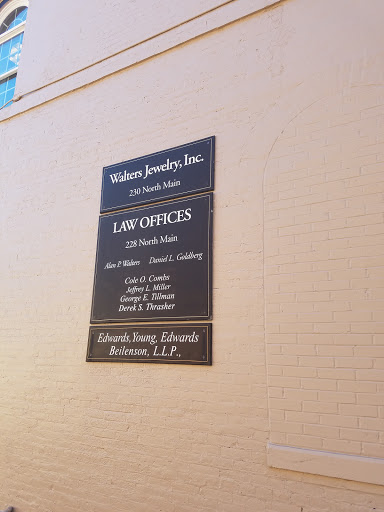 Walters Jewelry, Inc.
230 North Main
LAW OFFICES
228 North Main
Alan P. Walters Daniel L. Goldberg
Cole O. Combs
Jeffrey L. Miller
George E. Tillman
Derek S. Thrasher
Edwards, Young, Edwards
Beilenson, L.L.P.,